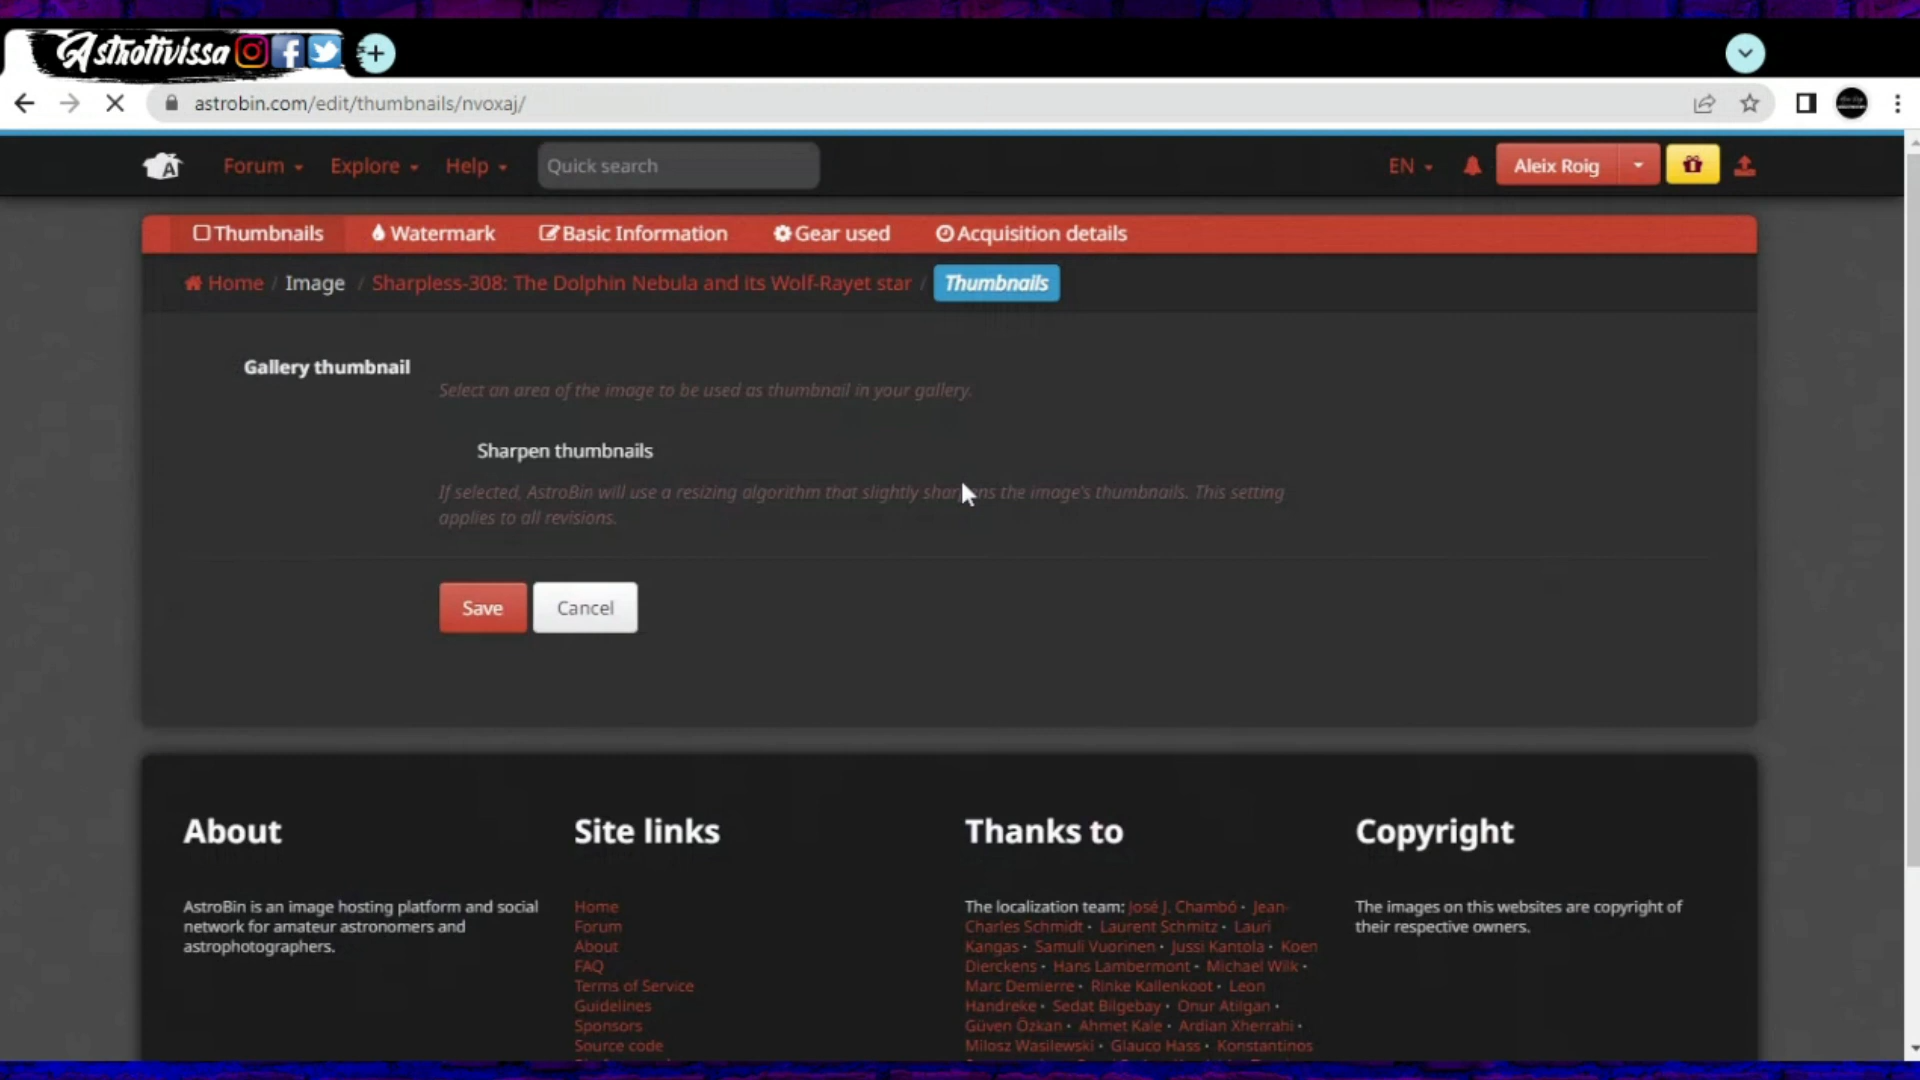 Astrotivissa
astrobin.com/edit/thumbnails/nvoxaj/
Forum Explore Help Quick search EN Aleix Roig
Thumbnails Watermark Basic Information Gear used Acquisition details
Home / Image / Sharpless-308: The Dolphin Nebula and its Wolf-Rayet star / Thumbnails
Gallery thumbnail
Select an area of the image to be used as thumbnail in your gallery.
Sharpen thumbnails
If selected, AstroBin will use a resizing algorithm that slightly sharpens the image's thumbnails. This setting
applies to all revisions.
Save Cancel
About
AstroBin is an image hosting platform and social
network for amateur astronomers and
astrophotographers.
Site links
Home
Forum
About
FAQ
Terms of Service
Guidelines
Sponsors
Source code
Thanks to
The localization team: José J. Chambó · Jean-
Charles Schmidt · Laurent Schmitz · Lauri
Kangas · Samuli Vuorinen · Jussi Kantola · Koen
Dierckens · Hans Lambermont · Michael Wilk ·
Marc Demierre · Rinke Kallenkoot · Leon
Handreke · Sedat Bilgebay · Onur Atilgan ·
Güven Özkan · Ahmet Kale · Ardian Xherrahi ·
Milosz Wasilewski · Glauco Hass · Konstantinos
Copyright
The images on this websites are copyright of
their respective owners.